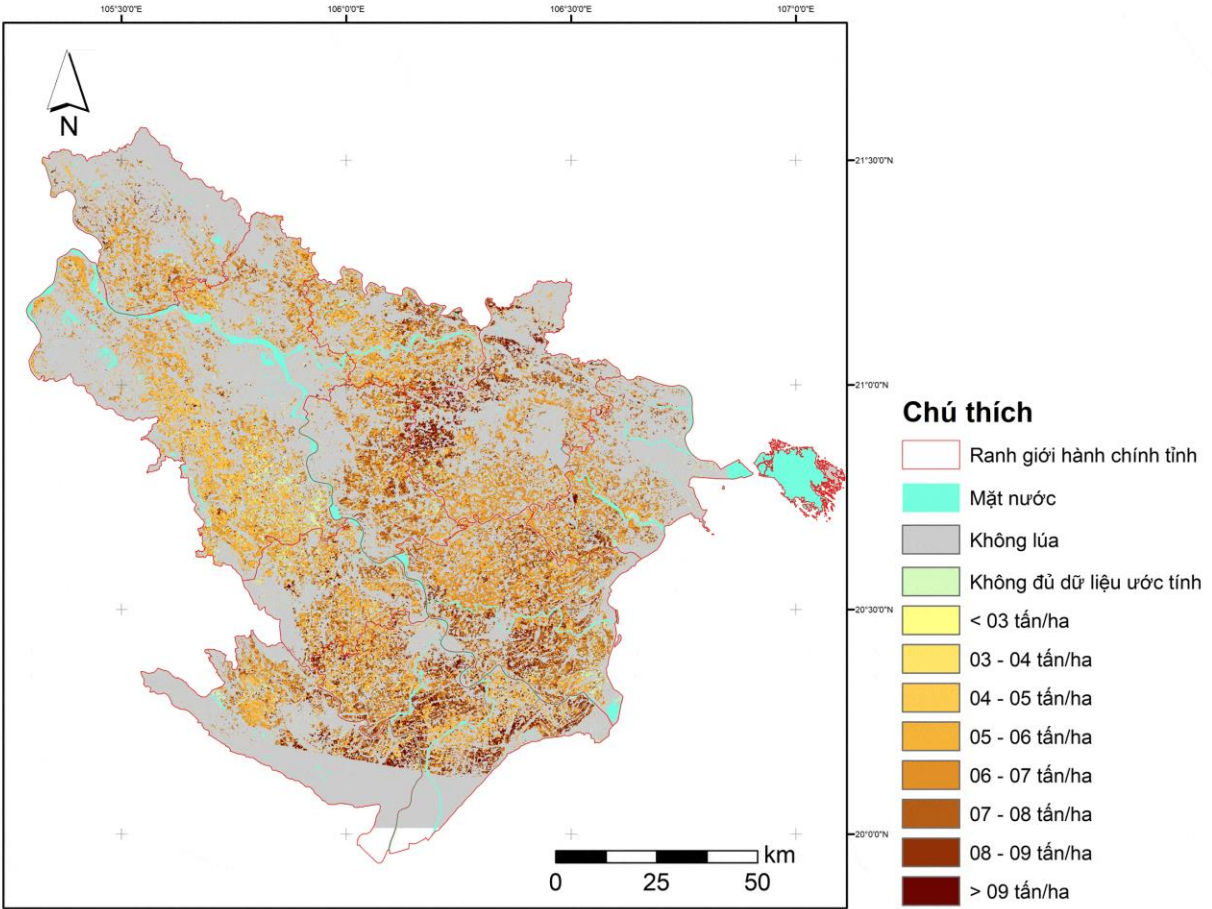 105°30'0"E
106°0'0"E
106°30'0"E
107°0'0"E
N
21°30'0"N
21°0'0"N
20°30'0"N
20°0'0"N
Chú thích
Ranh giới hành chính tỉnh
Mặt nước
Không lúa
Không đủ dữ liệu ước tính
< 03 tấn/ha
03 - 04 tấn/ha
04 - 05 tấn/ha
05 - 06 tấn/ha
06 - 07 tấn/ha
07 - 08 tấn/ha
08 - 09 tấn/ha
> 09 tấn/ha
km
0 25 50